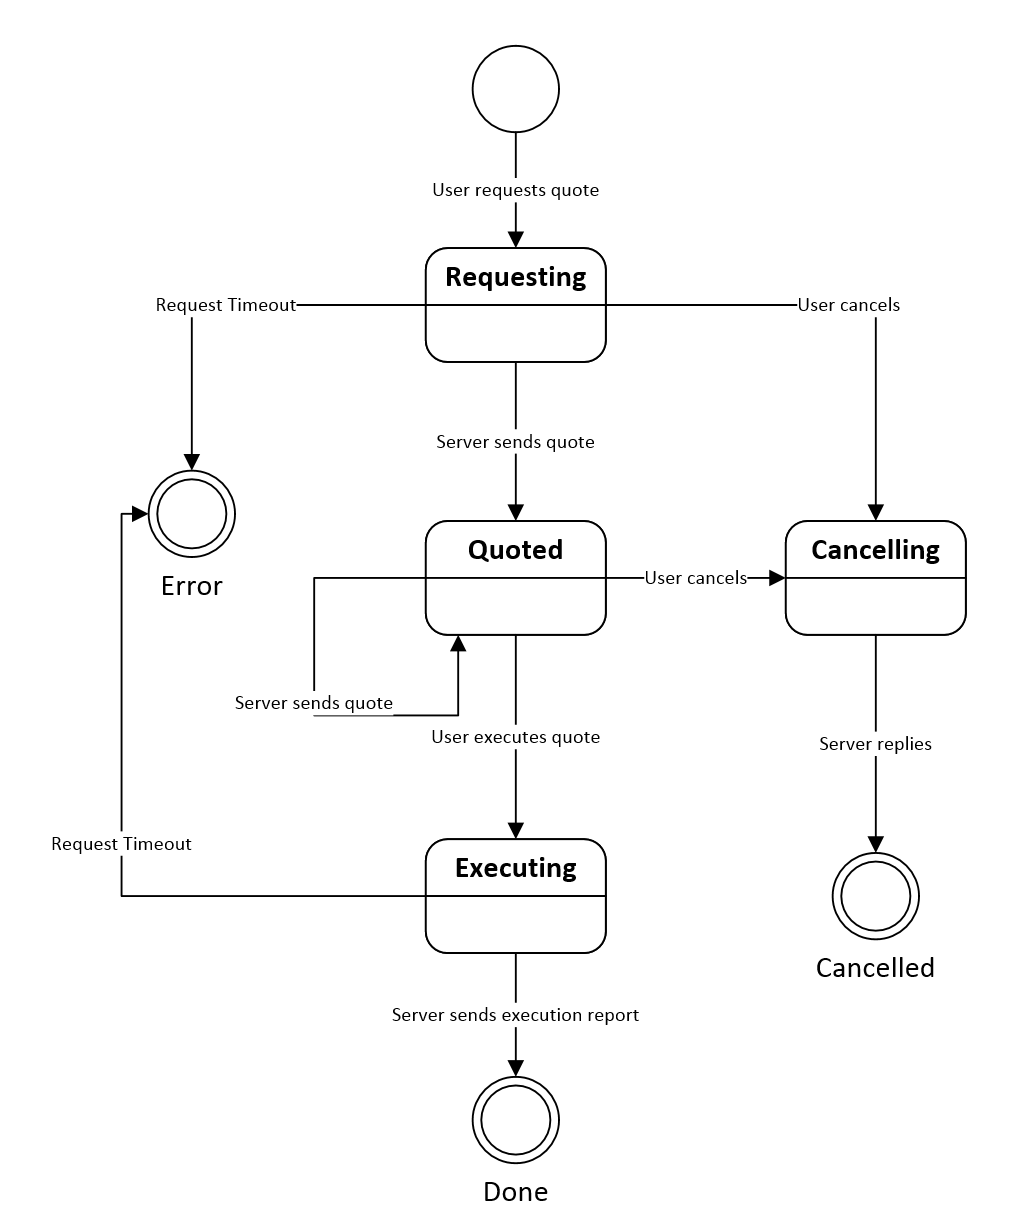 User requests quote
Requesting
Request Timeout
User cancels
Server sends quote
Quoted
Cancelling
User cancels
Error
Server sends quote
User executes quote
Server replies
Request Timeout
Executing
Cancelled
Server sends execution report
Done